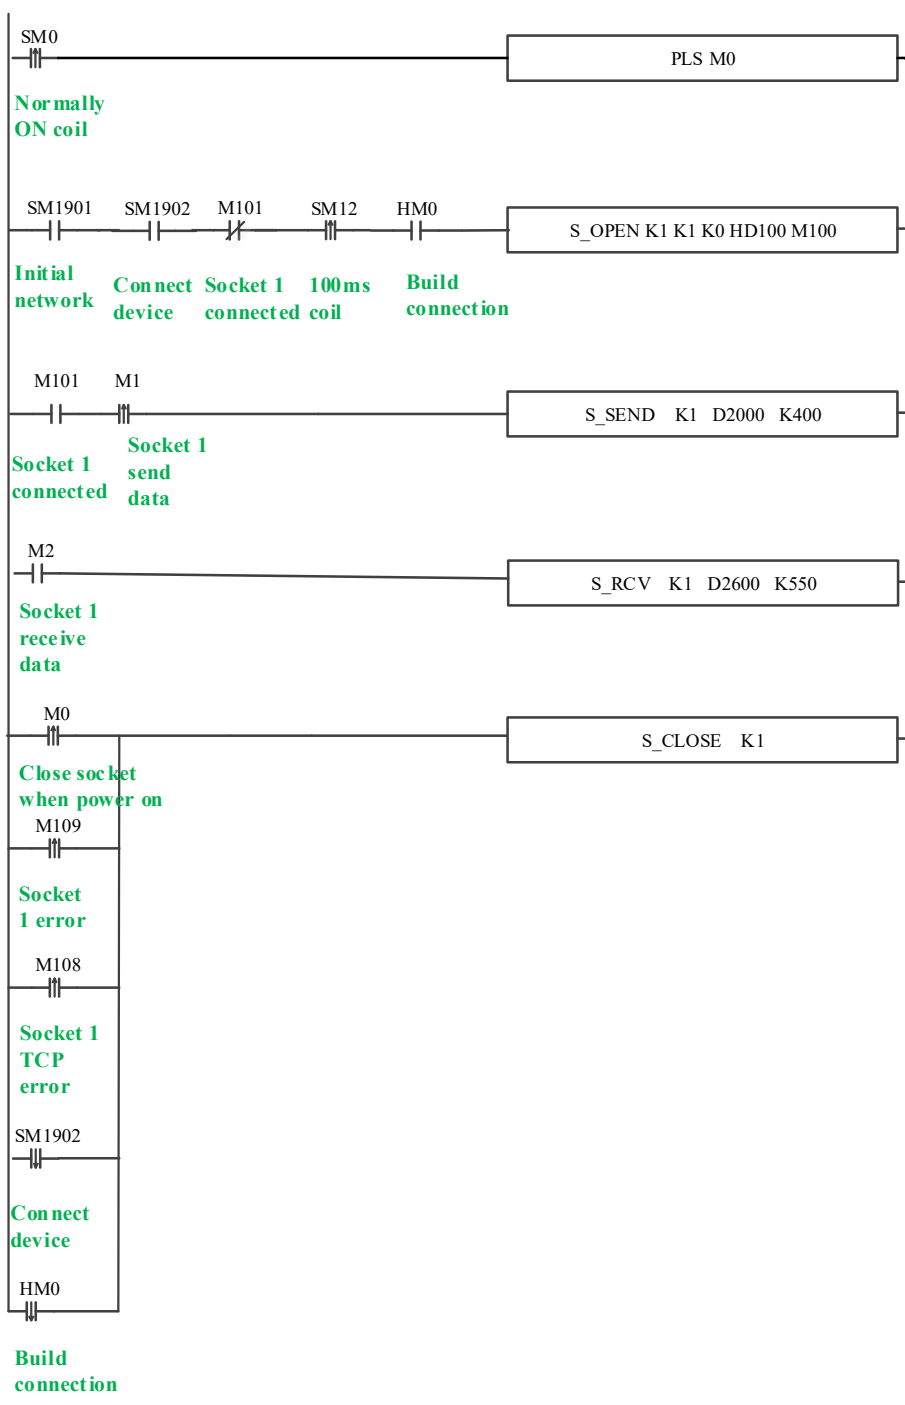 SM0
PLS M0
Normally
ON coil
SM1901
SM1902
M101
SM12
HM0
S_OPEN K1 K1 K0 HD100 M100
Initial
network
Connect
device
Socket 1
connected
100ms
coil
Build
connection
M101
M1
S_SEND K1 D2000 K400
Socket 1
connected
Socket 1
send
data
M2
S_RCV K1 D2600 K550
Socket 1
receive
data
M0
S_CLOSE K1
Close socket
when power on
M109
Socket
1 error
M108
Socket 1
TCP
error
SM1902
Connect
device
HM0
Build
connection